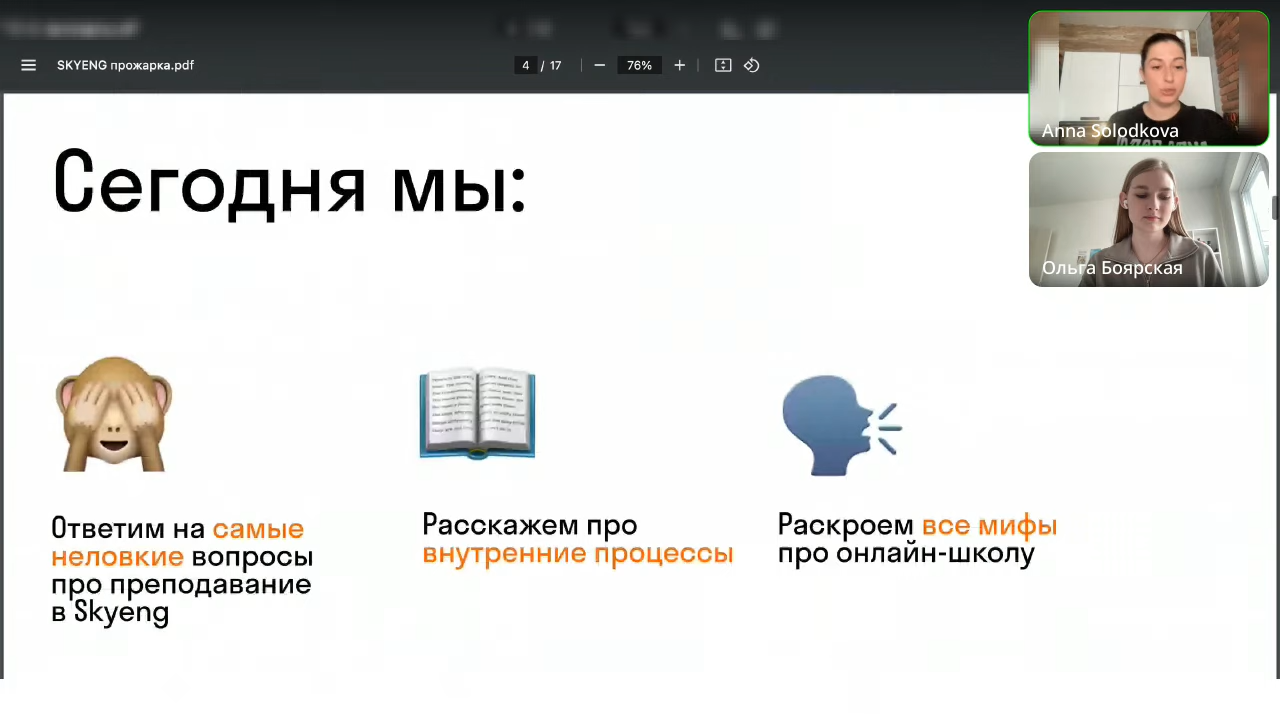 SKYENG прожарка.pdf
4 / 17
76%
Anna Solodkova
Ольга Боярская
Сегодня мы:
Ответим на самые
неловкие вопросы
про преподавание
в Skyeng
Расскажем про
внутренние процессы
Раскроем все мифы
про онлайн-школу